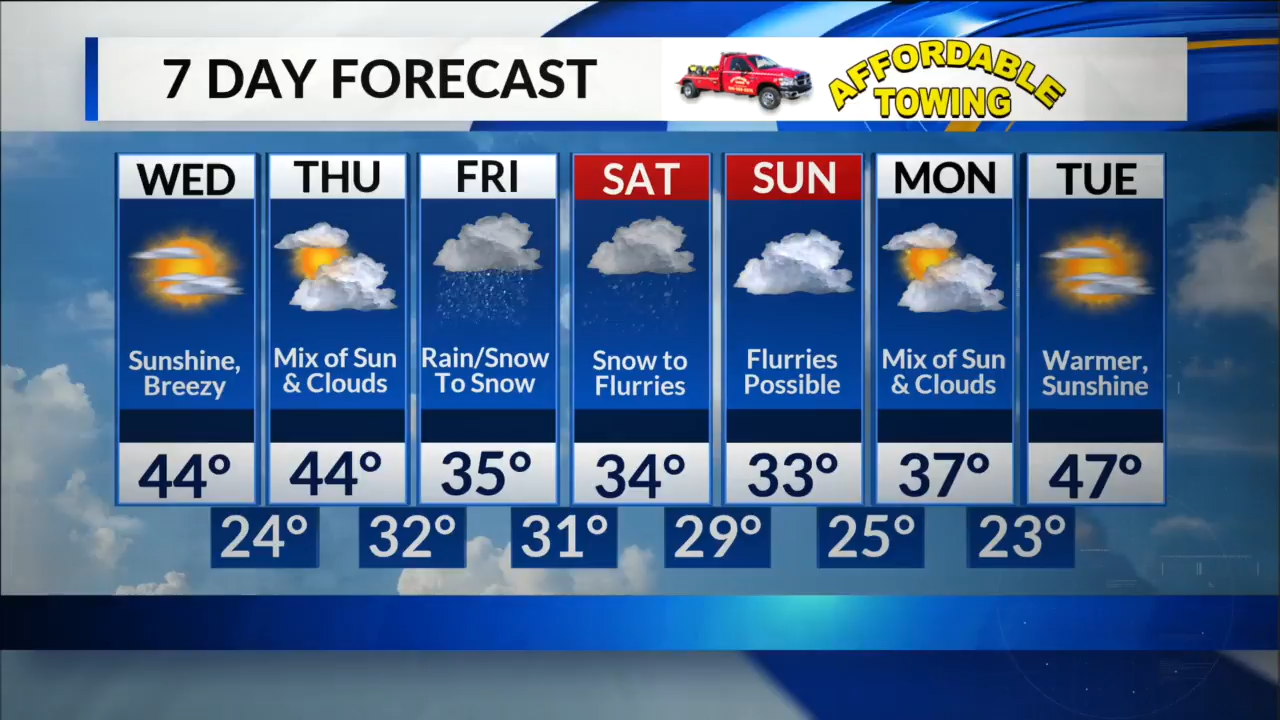 7 DAY FORECAST
AFFORDABLE
TOWING
WED THU FRI SAT SUN MON TUE
Sunshine, Mix of Sun Rain/Snow Snow to Flurries Mix of Sun Warmer,
Breezy & Clouds To Snow Flurries Possible & Clouds Sunshine
44° 44° 35° 34° 33° 37° 47°
24° 32° 31° 29° 25° 23°